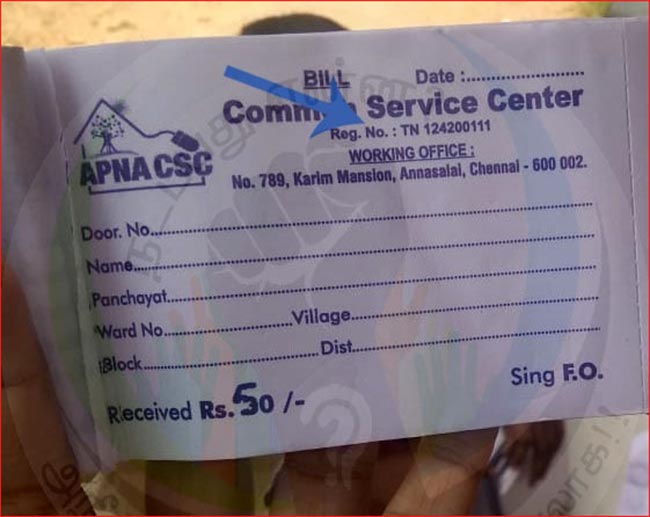 BILL Date :..............................
Common Service Center
Reg. No. : TN 124200111
WORKING OFFICE :
No. 789, Karim Mansion, Annasalai, Chennai - 600 002.
APNA CSC
Door. No......................................................
Name......................................................
Panchayat......................................................
Ward No..............................Village..............................
Block..............................Dist..............................
Sing F.O.
Received Rs.50 /-